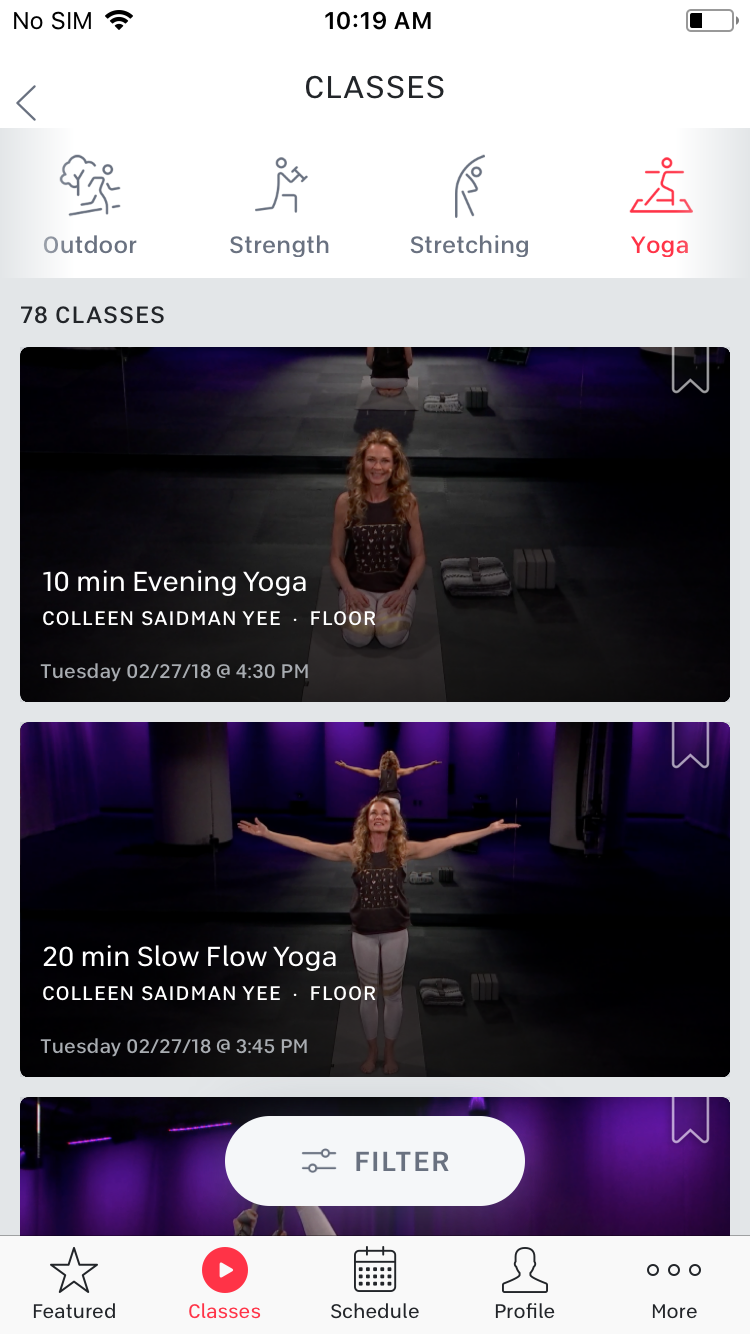 No SIM 10:19 AM
CLASSES
Outdoor Strength Stretching Yoga
78 CLASSES
10 min Evening Yoga
COLLEEN SAIDMAN YEE · FLOOR
Tuesday 02/27/18 @ 4:30 PM
20 min Slow Flow Yoga
COLLEEN SAIDMAN YEE · FLOOR
Tuesday 02/27/18 @ 3:45 PM
FILTER
Featured Classes Schedule Profile More